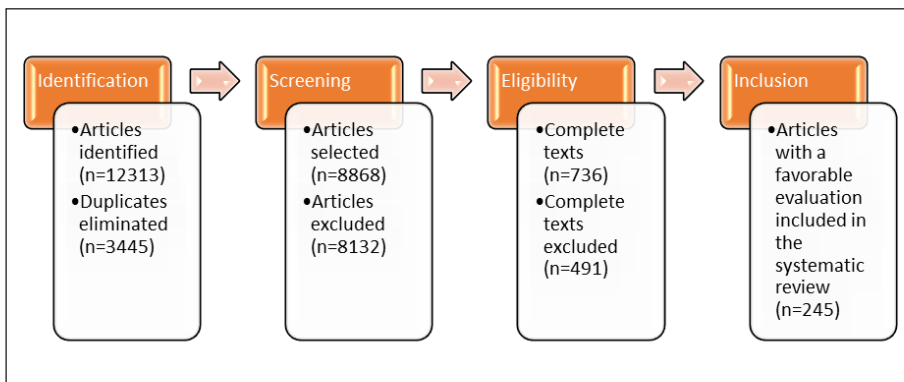 Identification
•Articles
identified
(n=12313)
•Duplicates
eliminated
(n=3445)
Screening
•Articles
selected
(n=8868)
•Articles
excluded
(n=8132)
Eligibility
•Complete
texts
(n=736)
•Complete
texts
excluded
(n=491)
Inclusion
•Articles
with a
favorable
evaluation
included in
the
systematic
review
(n=245)